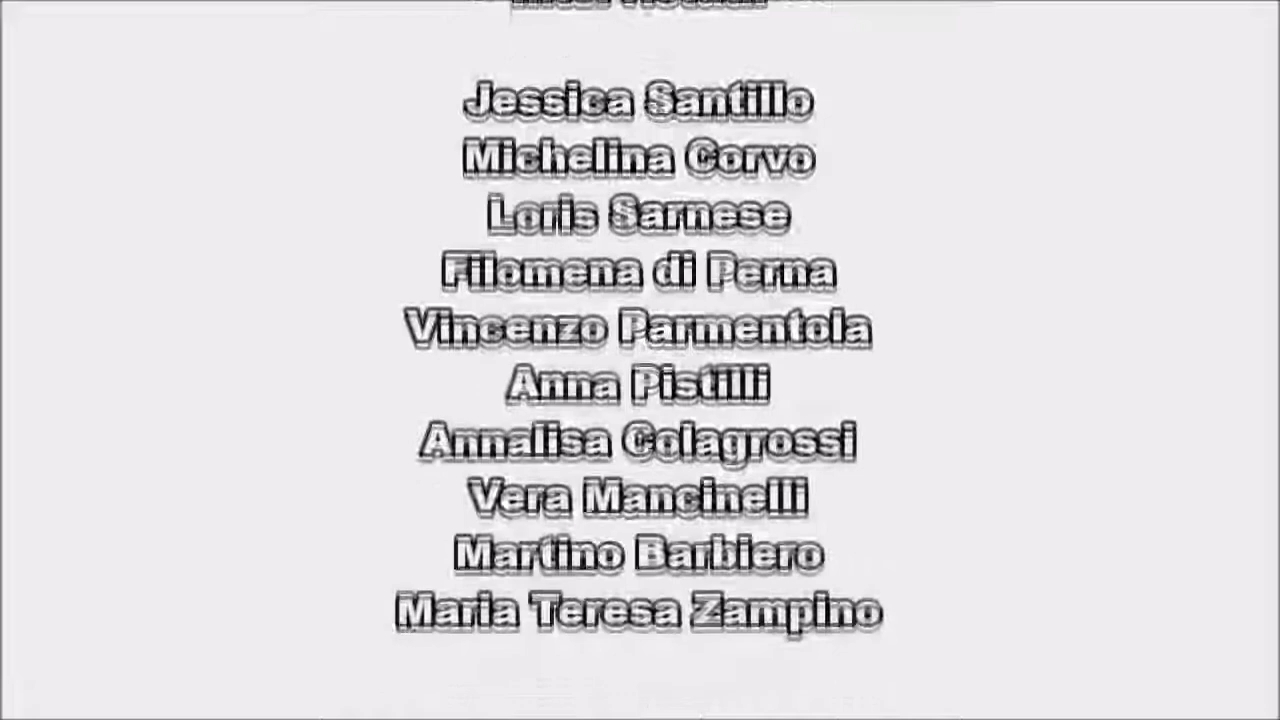 Jessica Santillo
Michelina Corvo
Loris Sarnese
Filomena di Perna
Vincenzo Parmentola
Anna Pistilli
Annalisa Colagrossi
Vera Mancinelli
Martino Barbiero
Maria Teresa Zampino